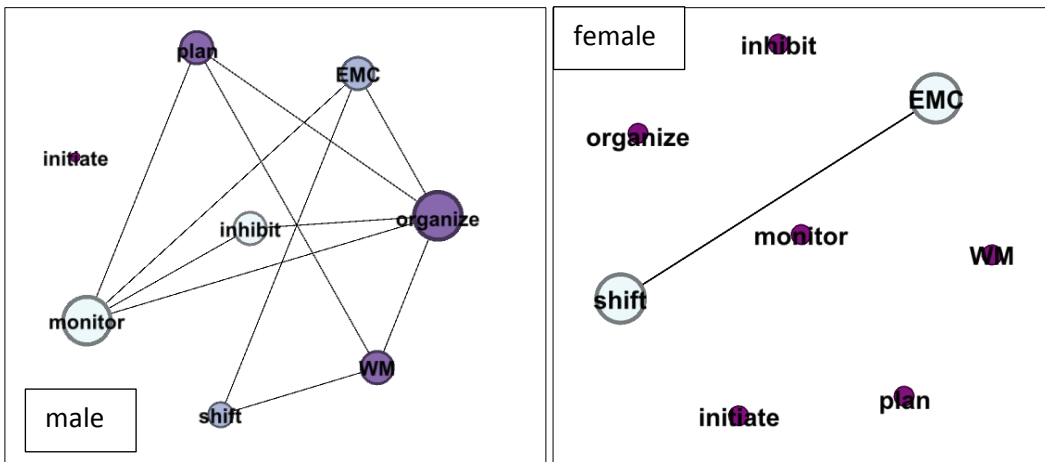 plan
EMC
initiate
organize
inhibit
monitor
WM
shift
male
female
inhibit
EMC
organize
monitor
WM
shift
initiate
plan